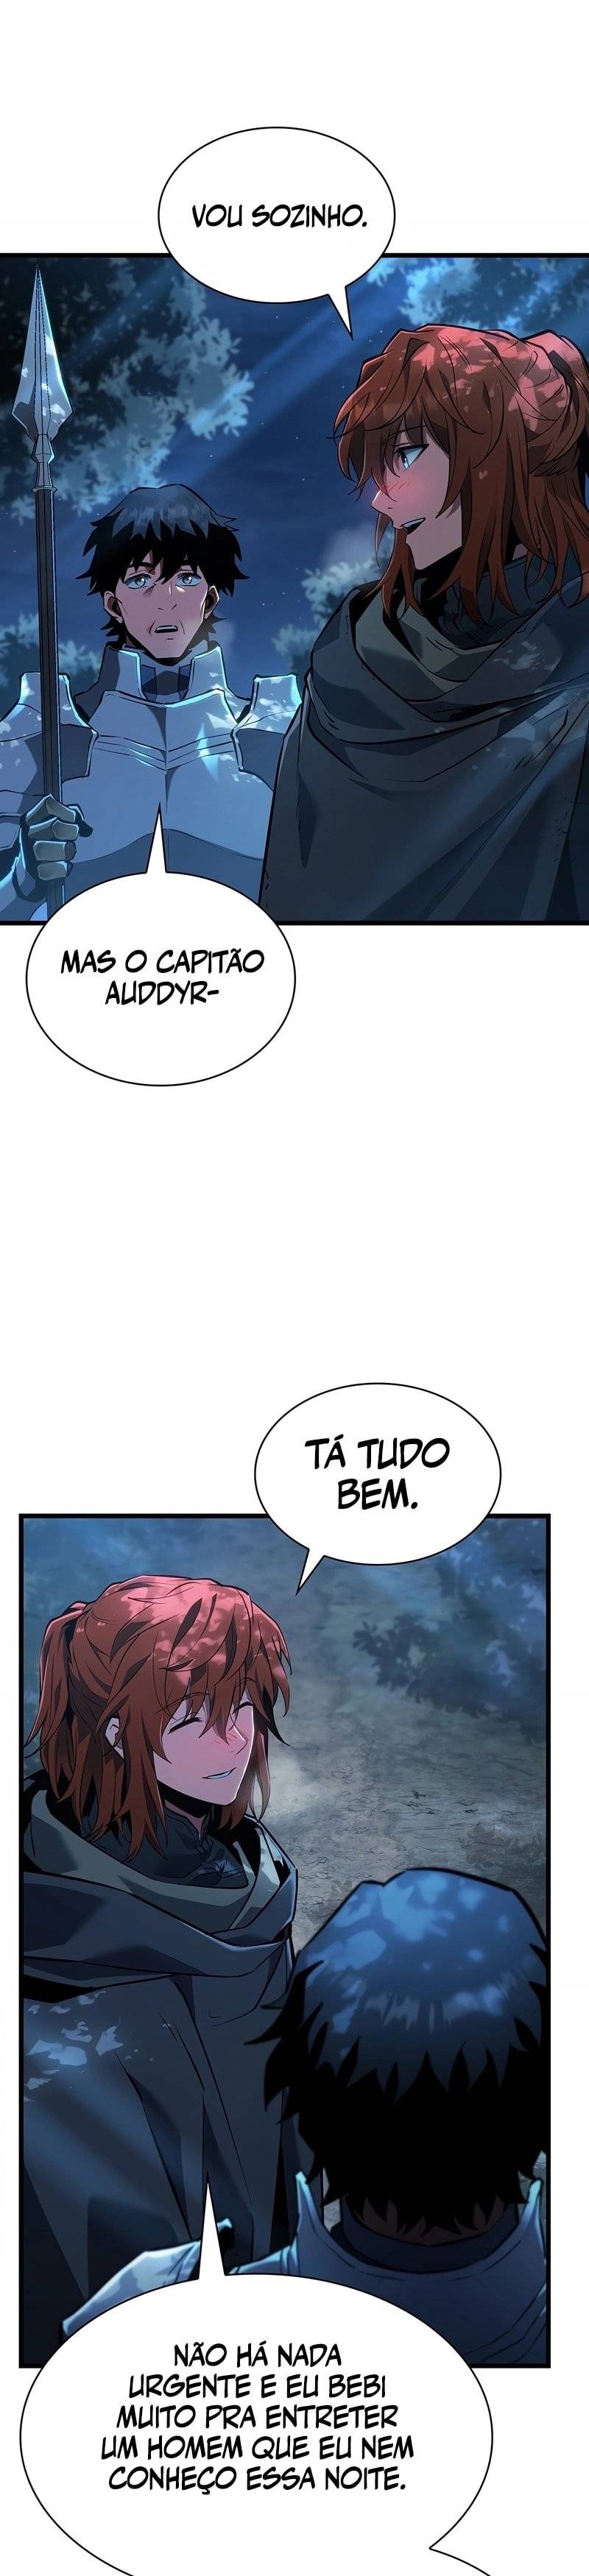 VOU SOZINHO.
MAS O CAPITÃO
AUDDYR-
TÁ TUDO
BEM.
NÃO HÁ NADA
URGENTE E EU BEBI
MUITO PRA ENTRETER
UM HOMEM QUE EU NEM
CONHEÇO ESSA NOITE.